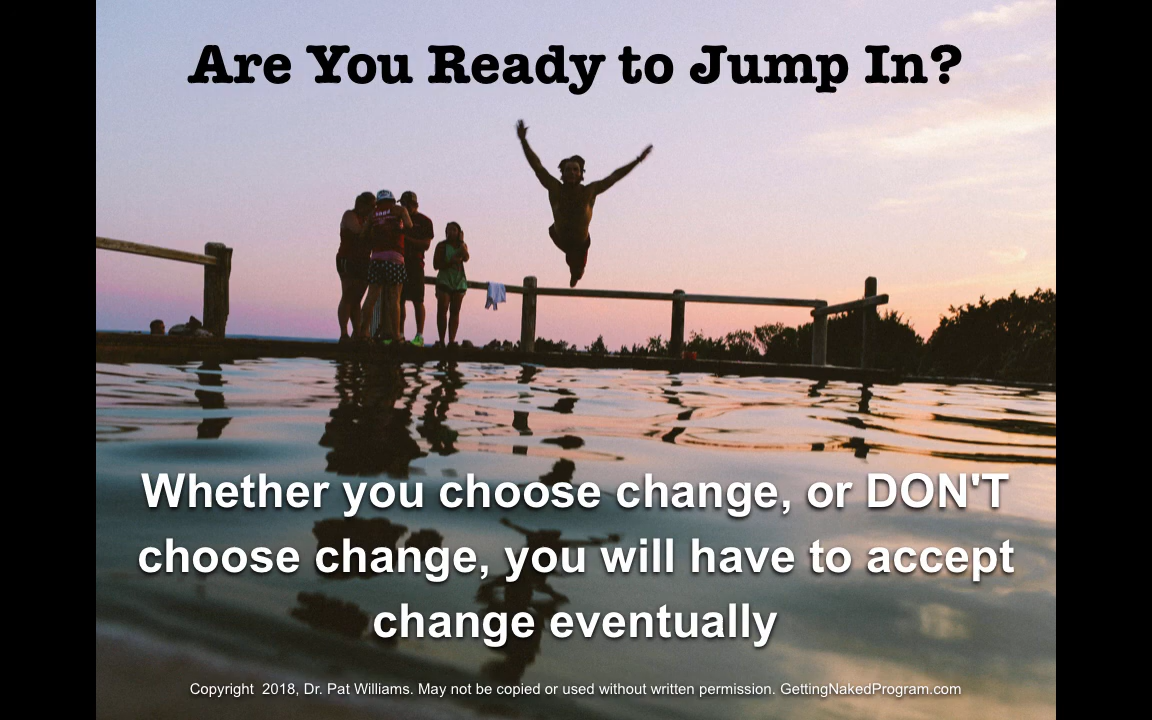 Are You Ready to Jump In?
Whether you choose change, or DON'T
choose change, you will have to accept
change eventually
Copyright  2018, Dr. Pat Williams. May not be copied or used without written permission. GettingNakedProgram.com